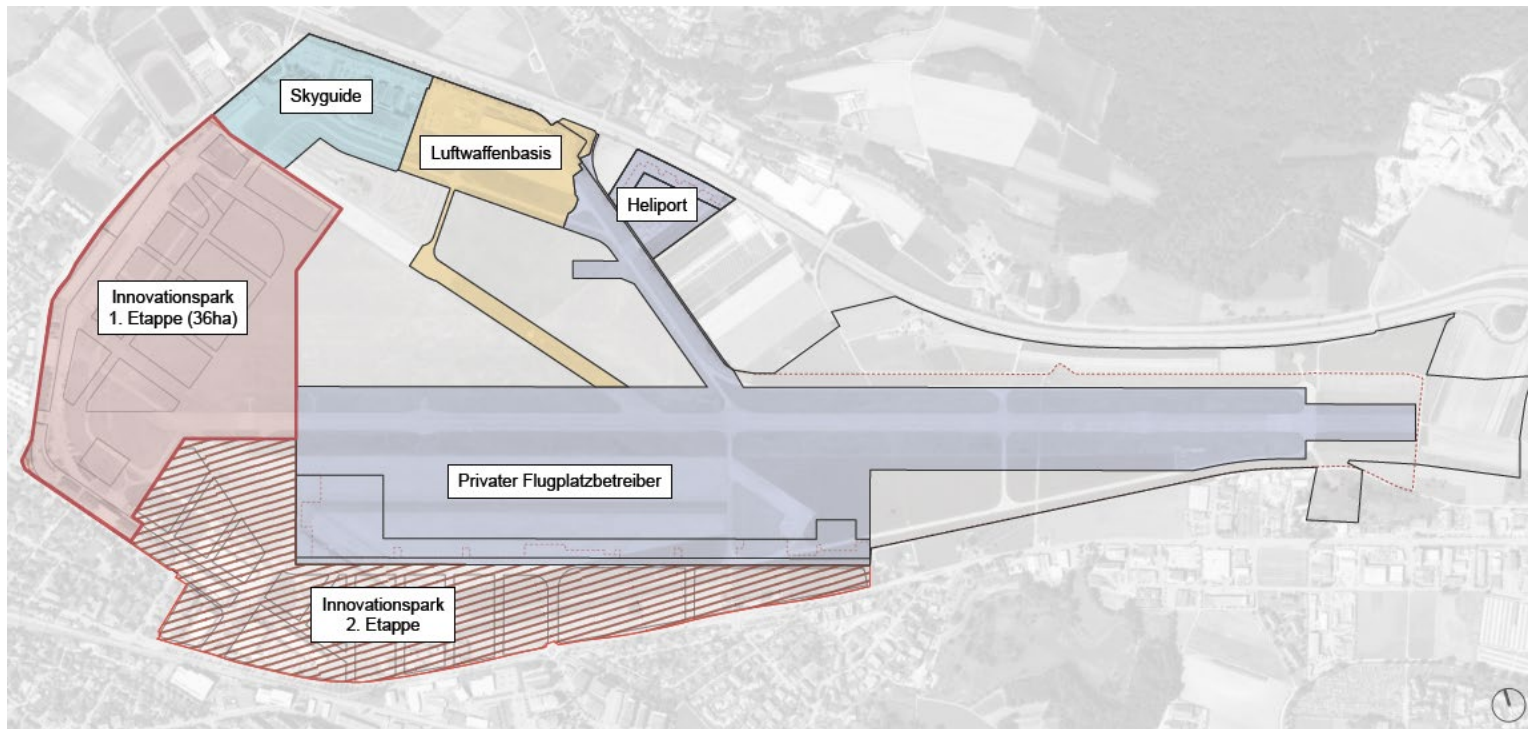 Skyguide
Luftwaffenbasis
Heliport
Innovationspark
1. Etappe (36ha)
Privater Flugplatzbetreiber
Innovationspark
2. Etappe